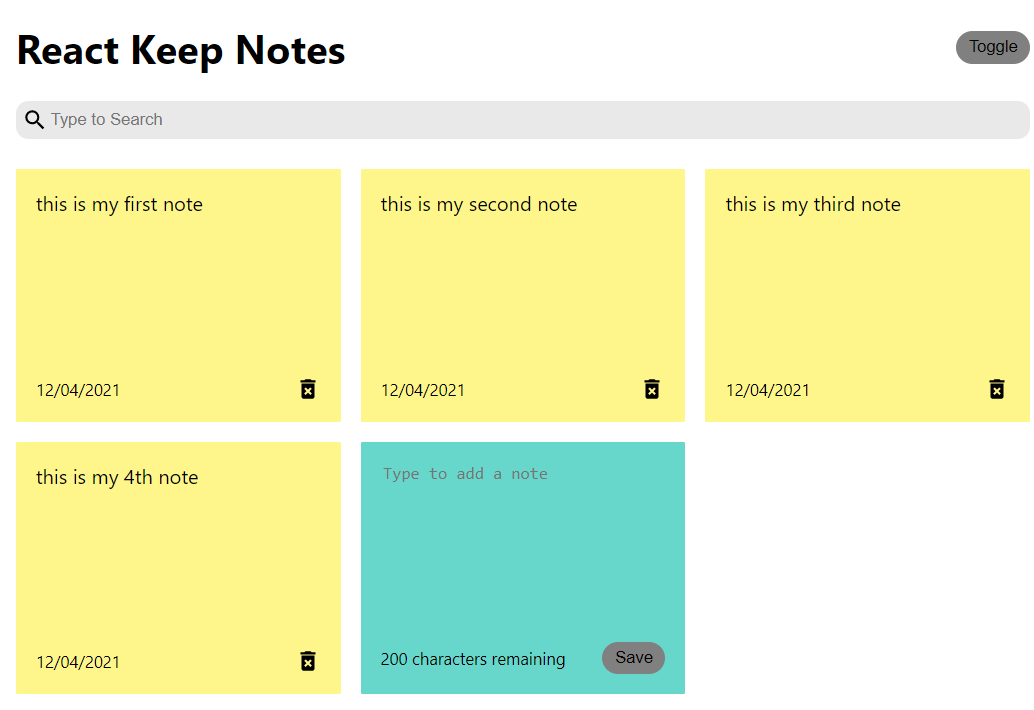 React Keep Notes
Toggle
Type to Search
this is my first note
this is my second note
this is my third note
12/04/2021
12/04/2021
12/04/2021
this is my 4th note
Type to add a note
12/04/2021
200 characters remaining
Save